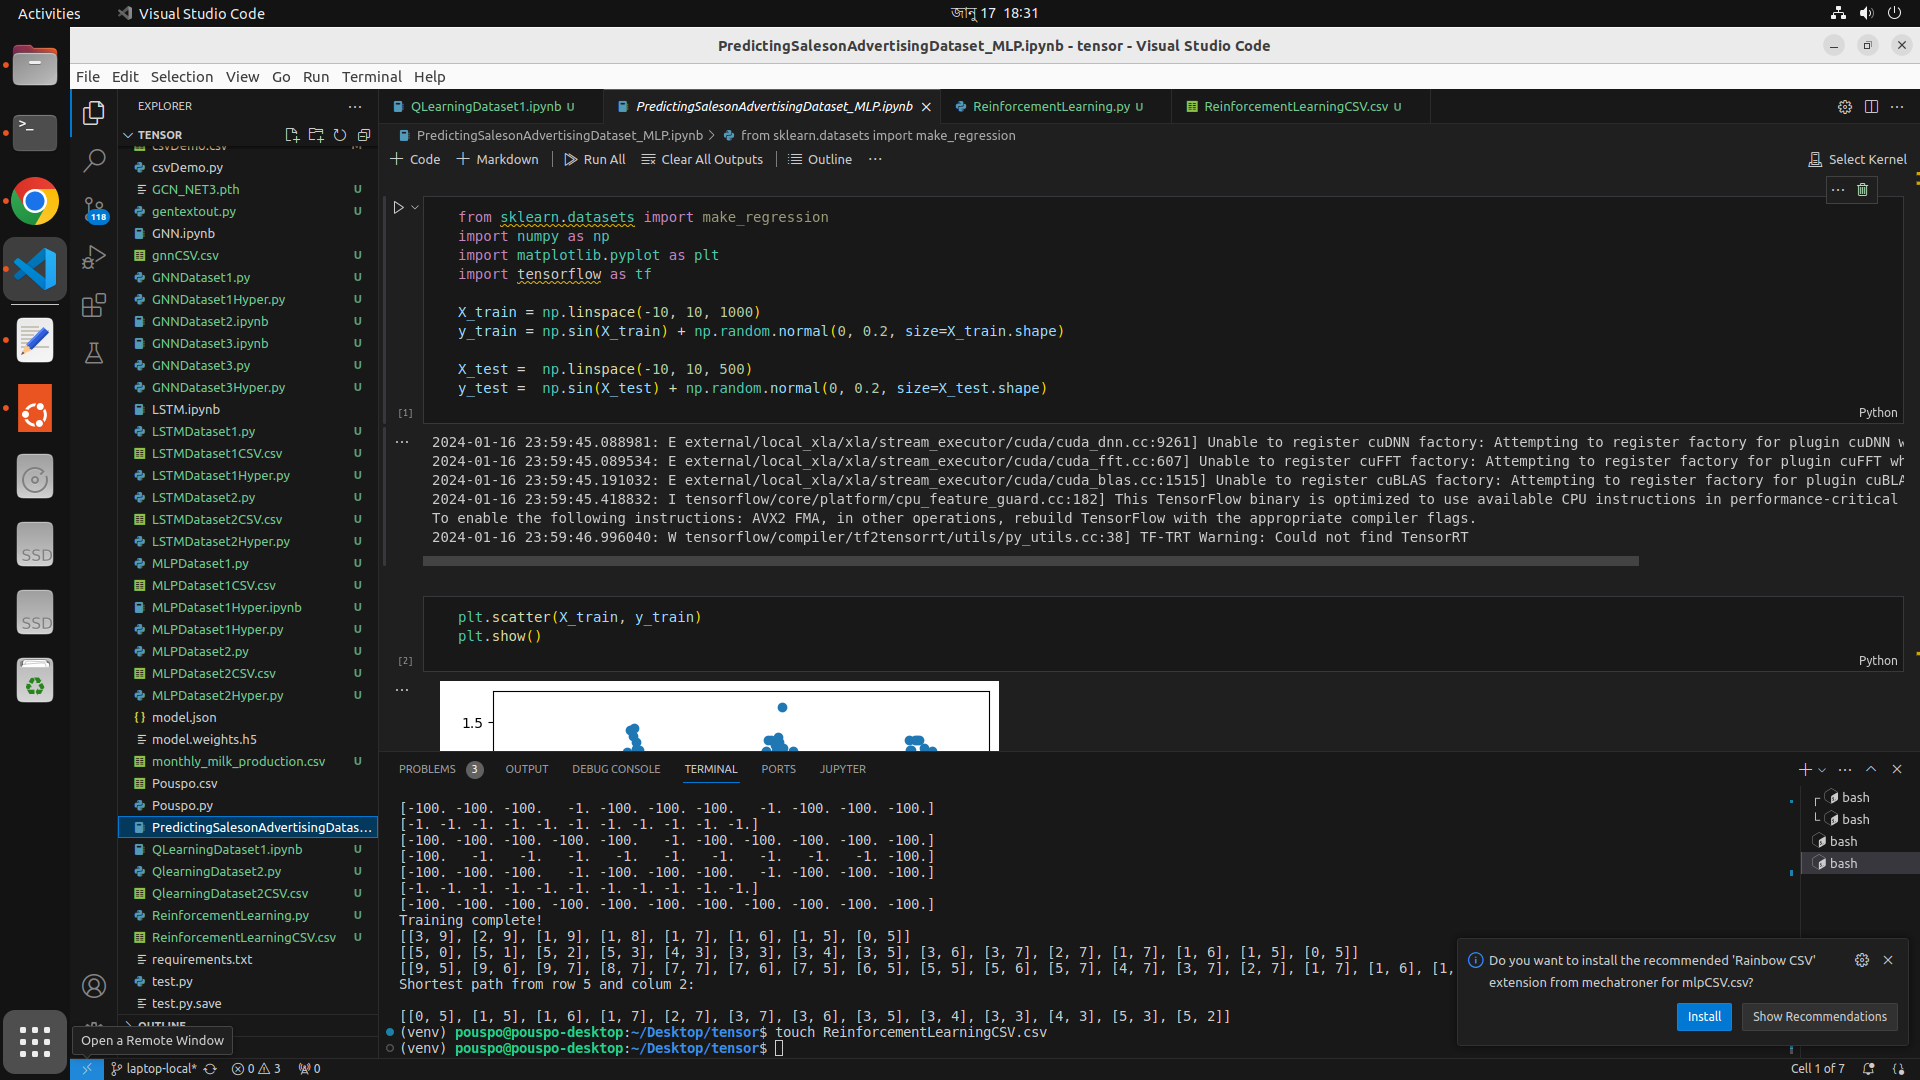 Activities
Visual Studio Code
জানু 17 18:31
PredictingSalesonAdvertisingDataset_MLP.ipynb - tensor - Visual Studio Code
File Edit Selection View Go Run Terminal Help
EXPLORER
TENSOR
csvDemo.csv
csvDemo.py
GCN_NET3.pth U
gentextout.py U
GNN.ipynb
gnnCSV.csv U
GNNDataset1.py U
GNNDataset1Hyper.py U
GNNDataset2.ipynb U
GNNDataset3.ipynb U
GNNDataset3.py U
GNNDataset3Hyper.py U
LSTM.ipynb
LSTMDataset1.py U
LSTMDataset1CSV.csv U
LSTMDataset1Hyper.py U
LSTMDataset2.py U
LSTMDataset2CSV.csv U
LSTMDataset2Hyper.py U
MLPDataset1.py U
MLPDataset1CSV.csv U
MLPDataset1Hyper.ipynb U
MLPDataset1Hyper.py U
MLPDataset2.py U
MLPDataset2CSV.csv U
MLPDataset2Hyper.py U
model.json
model.weights.h5
monthly_milk_production.csv U
Pouspo.csv
Pouspo.py
PredictingSalesonAdvertisingDatas...
QLearningDataset1.ipynb U
QlearningDataset2.py U
QlearningDataset2CSV.csv U
ReinforcementLearning.py U
ReinforcementLearningCSV.csv U
requirements.txt
test.py
test.py.save
OUTLINE
118
SSD
SSD
Open a Remote Window
QLearningDataset1.ipynb U
PredictingSalesonAdvertisingDataset_MLP.ipynb
ReinforcementLearning.py U
ReinforcementLearningCSV.csv U
PredictingSalesonAdvertisingDataset_MLP.ipynb > from sklearn.datasets import make_regression
+ Code + Markdown Run All Clear All Outputs Outline ...
Select Kernel
from sklearn.datasets import make_regression
import numpy as np
import matplotlib.pyplot as plt
import tensorflow as tf
X_train = np.linspace(-10, 10, 1000)
y_train = np.sin(X_train) + np.random.normal(0, 0.2, size=X_train.shape)
X_test =  np.linspace(-10, 10, 500)
y_test =  np.sin(X_test) + np.random.normal(0, 0.2, size=X_test.shape)
[1]
Python
2024-01-16 23:59:45.088981: E external/local_xla/xla/stream_executor/cuda/cuda_dnn.cc:9261] Unable to register cuDNN factory: Attempting to register factory for plugin cuDNN w
2024-01-16 23:59:45.089534: E external/local_xla/xla/stream_executor/cuda/cuda_fft.cc:607] Unable to register cuFFT factory: Attempting to register factory for plugin cuFFT wh
2024-01-16 23:59:45.191032: E external/local_xla/xla/stream_executor/cuda/cuda_blas.cc:1515] Unable to register cuBLAS factory: Attempting to register factory for plugin cuBLA
2024-01-16 23:59:45.418832: I tensorflow/core/platform/cpu_feature_guard.cc:182] This TensorFlow binary is optimized to use available CPU instructions in performance-critical
To enable the following instructions: AVX2 FMA, in other operations, rebuild TensorFlow with the appropriate compiler flags.
2024-01-16 23:59:46.996040: W tensorflow/compiler/tf2tensorrt/utils/py_utils.cc:38] TF-TRT Warning: Could not find TensorRT
plt.scatter(X_train, y_train)
plt.show()
[2]
Python
1.5
PROBLEMS 3 OUTPUT DEBUG CONSOLE TERMINAL PORTS JUPYTER
[-100. -100. -100.   -1. -100. -100. -100.   -1. -100. -100. -100.]
[-1. -1. -1. -1. -1. -1. -1. -1. -1. -1. -1.]
[-100. -100. -100. -100. -100.   -1. -100. -100. -100. -100. -100.]
[-100.   -1.   -1.   -1.   -1.   -1.   -1.   -1.   -1.   -1. -100.]
[-100. -100. -100.   -1. -100. -100. -100.   -1. -100. -100. -100.]
[-1. -1. -1. -1. -1. -1. -1. -1. -1. -1. -1.]
[-100. -100. -100. -100. -100. -100. -100. -100. -100. -100. -100.]
Training complete!
[[3, 9], [2, 9], [1, 9], [1, 8], [1, 7], [1, 6], [1, 5], [0, 5]]
[[5, 0], [5, 1], [5, 2], [5, 3], [4, 3], [3, 3], [3, 4], [3, 5], [3, 6], [3, 7], [2, 7], [1, 7], [1, 6], [1, 5], [0, 5]]
[[9, 5], [9, 6], [9, 7], [8, 7], [7, 7], [7, 6], [7, 5], [6, 5], [5, 5], [5, 6], [5, 7], [4, 7], [3, 7], [2, 7], [1, 7], [1, 6], [1,
Shortest path from row 5 and colum 2:
[[0, 5], [1, 5], [1, 6], [1, 7], [2, 7], [3, 7], [3, 6], [3, 5], [3, 4], [3, 3], [4, 3], [5, 3], [5, 2]]
(venv) pouspo@pouspo-desktop:~/Desktop/tensor$ touch ReinforcementLearningCSV.csv
(venv) pouspo@pouspo-desktop:~/Desktop/tensor$
bash
bash
bash
bash
Do you want to install the recommended 'Rainbow CSV'
extension from mechatroner for mlpCSV.csv?
Install
Show Recommendations
laptop-local* 0 3 0
Cell 1 of 7